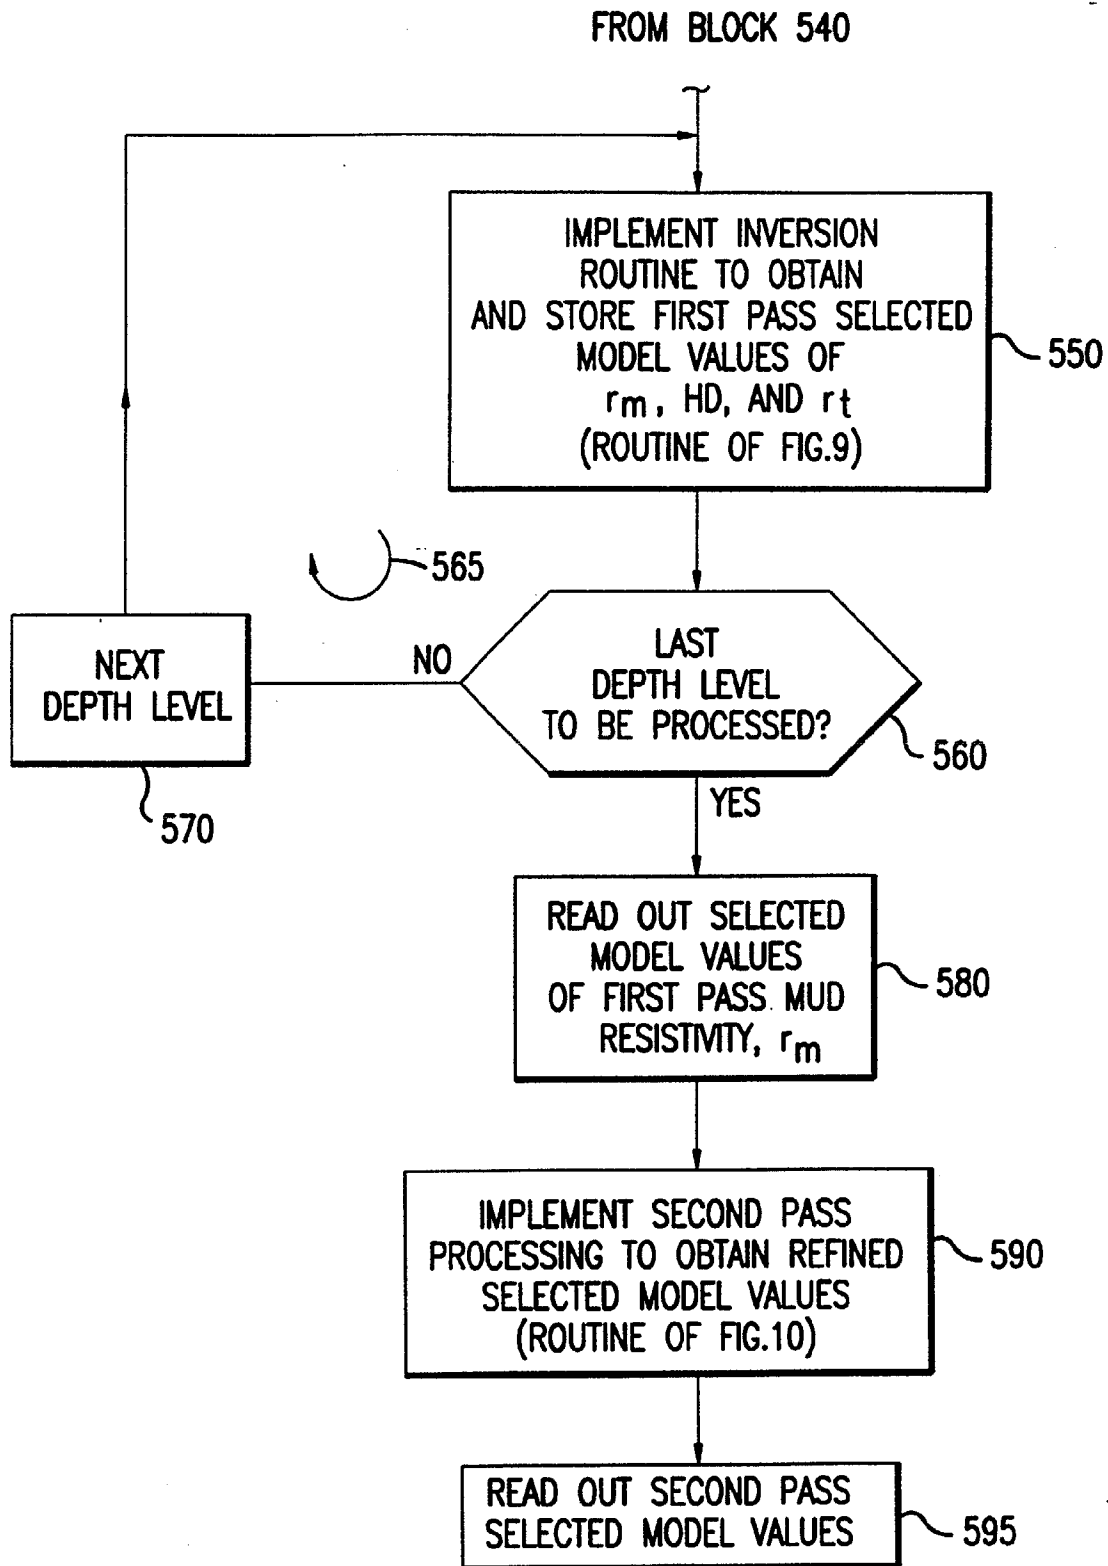 FROM BLOCK 540
IMPLEMENT INVERSION
ROUTINE TO OBTAIN
AND STORE FIRST PASS SELECTED
MODEL VALUES OF
rm, HD, AND rt
(ROUTINE OF FIG.9)
550
565
NEXT
DEPTH LEVEL
570
NO
LAST
DEPTH LEVEL
TO BE PROCESSED?
560
YES
READ OUT SELECTED
MODEL VALUES
OF FIRST PASS MUD
RESISTIVITY, rm
580
IMPLEMENT SECOND PASS
PROCESSING TO OBTAIN REFINED
SELECTED MODEL VALUES
(ROUTINE OF FIG.10)
590
READ OUT SECOND PASS
SELECTED MODEL VALUES
595